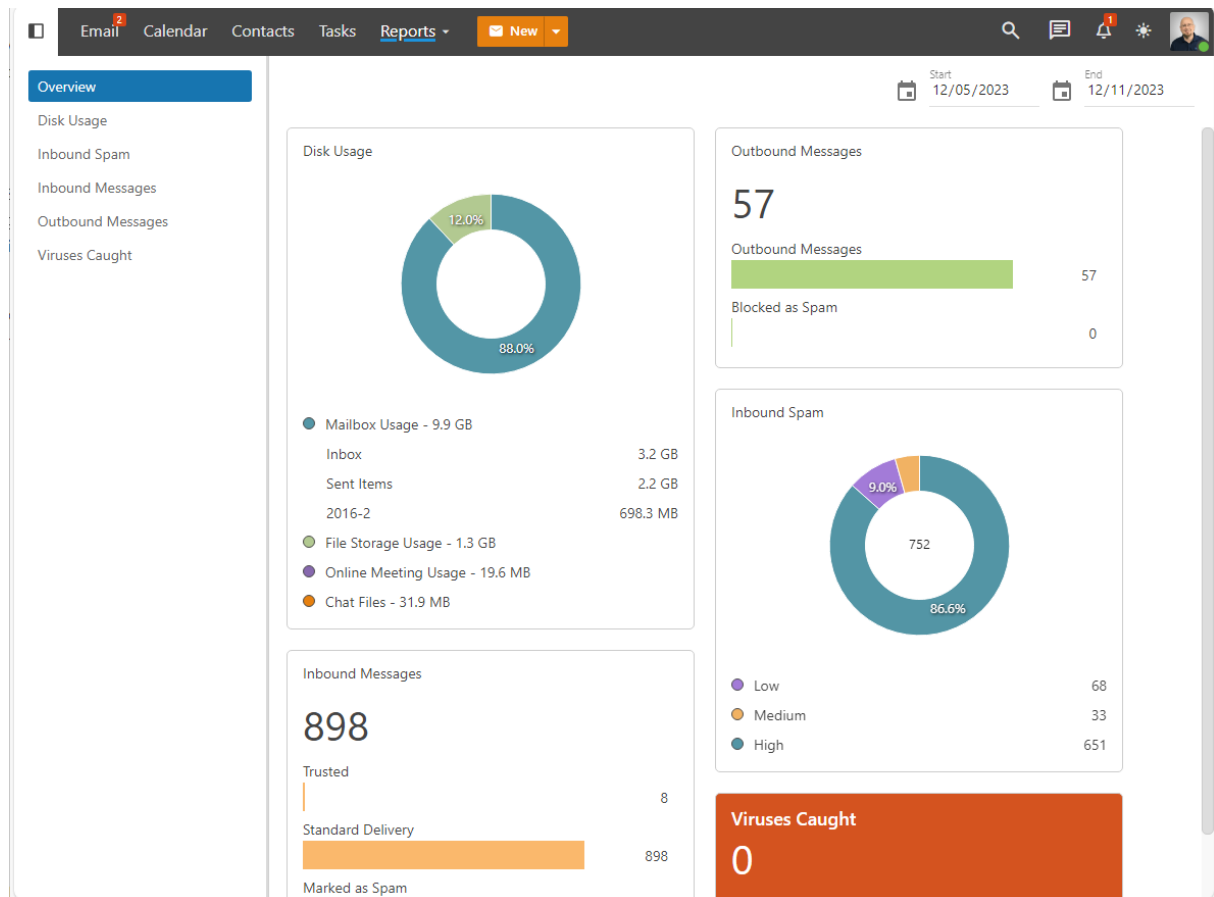 Email 2 Calendar Contacts Tasks Reports New 1
Overview
Disk Usage
Inbound Spam
Inbound Messages
Outbound Messages
Viruses Caught
Start
12/05/2023
End
12/11/2023
Disk Usage
12.0%
88.0%
Mailbox Usage - 9.9 GB
Inbox 3.2 GB
Sent Items 2.2 GB
2016-2 698.3 MB
File Storage Usage - 1.3 GB
Online Meeting Usage - 19.6 MB
Chat Files - 31.9 MB
Inbound Messages
898
Trusted
8
Standard Delivery
898
Marked as Spam
Outbound Messages
57
Outbound Messages
57
Blocked as Spam
0
Inbound Spam
9.0%
752
86.6%
Low 68
Medium 33
High 651
Viruses Caught
0